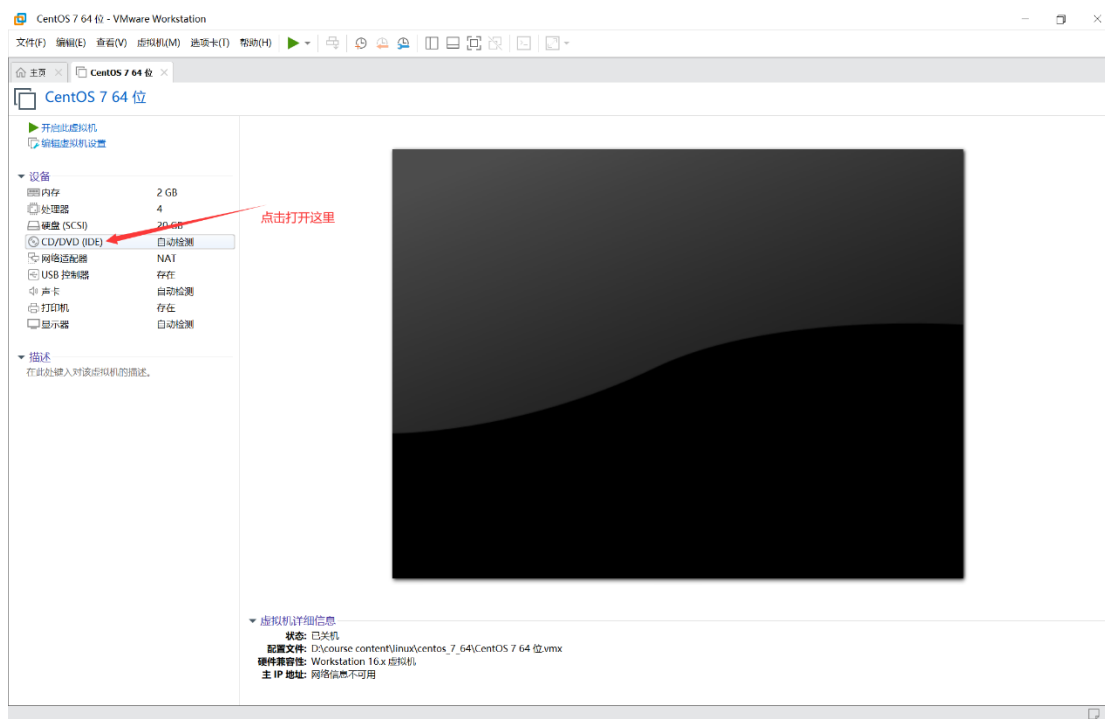 CentOS 7 64 位 - VMware Workstation
文件(F) 编辑(E) 查看(V) 虚拟机(M) 选项卡(T) 帮助(H)
主页 CentOS 7 64 位
CentOS 7 64 位
开启此虚拟机
编辑虚拟机设置
设备
内存 2 GB
处理器 4
硬盘 (SCSI) 20 GB
点击打开这里
CD/DVD (IDE) 自动检测
网络适配器 NAT
USB 控制器 存在
声卡 自动检测
打印机 存在
显示器 自动检测
描述
在此处键入对该虚拟机的描述。
虚拟机详细信息
状态: 已关机
配置文件: D:\course content\linux\centos_7_64\CentOS 7 64 位.vmx
硬件兼容性: Workstation 16.x 虚拟机
主 IP 地址: 网络信息不可用